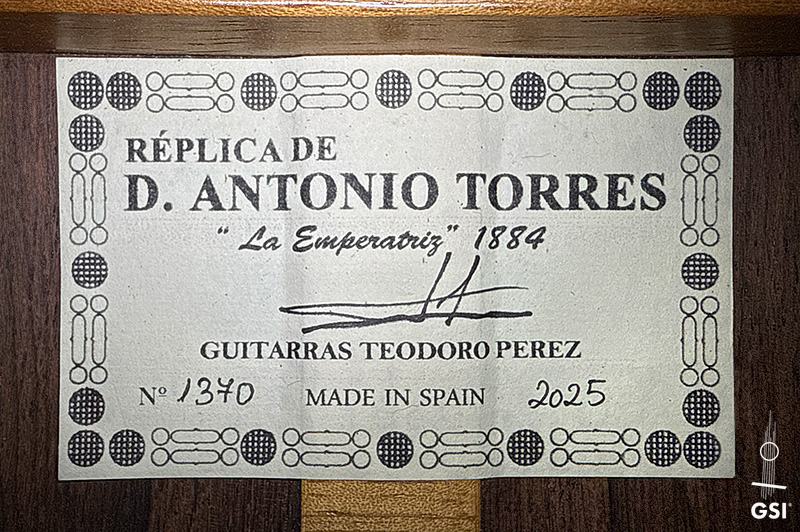 RÉPLICA DE
D. ANTONIO TORRES
“ La Emperatriz” 1884
GUITARRAS TEODORO PEREZ
Nº 1370 MADE IN SPAIN 2025
GSI®